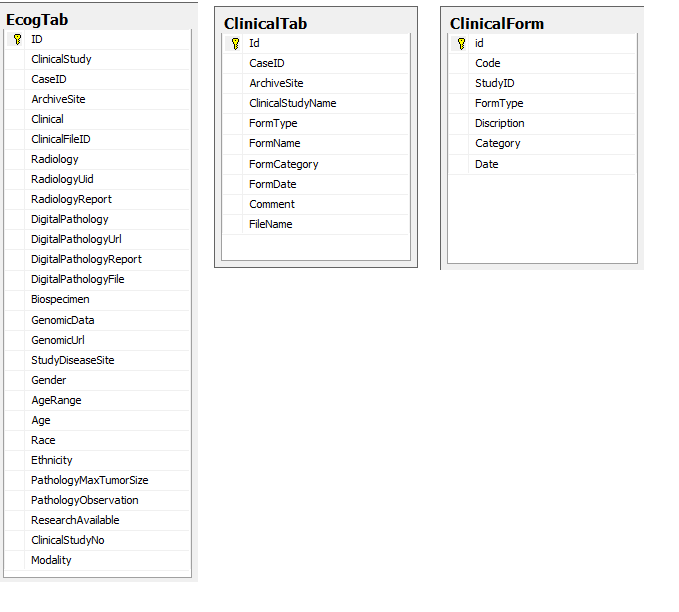 EcogTab
ID
ClinicalStudy
CaseID
ArchiveSite
Clinical
ClinicalFileID
Radiology
RadiologyUid
RadiologyReport
DigitalPathology
DigitalPathologyUrl
DigitalPathologyReport
DigitalPathologyFile
Biospecimen
GenomicData
GenomicUrl
StudyDiseaseSite
Gender
AgeRange
Age
Race
Ethnicity
PathologyMaxTumorSize
PathologyObservation
ResearchAvailable
ClinicalStudyNo
Modality
ClinicalTab
Id
CaseID
ArchiveSite
ClinicalStudyName
FormType
FormName
FormCategory
FormDate
Comment
FileName
ClinicalForm
id
Code
StudyID
FormType
Discription
Category
Date